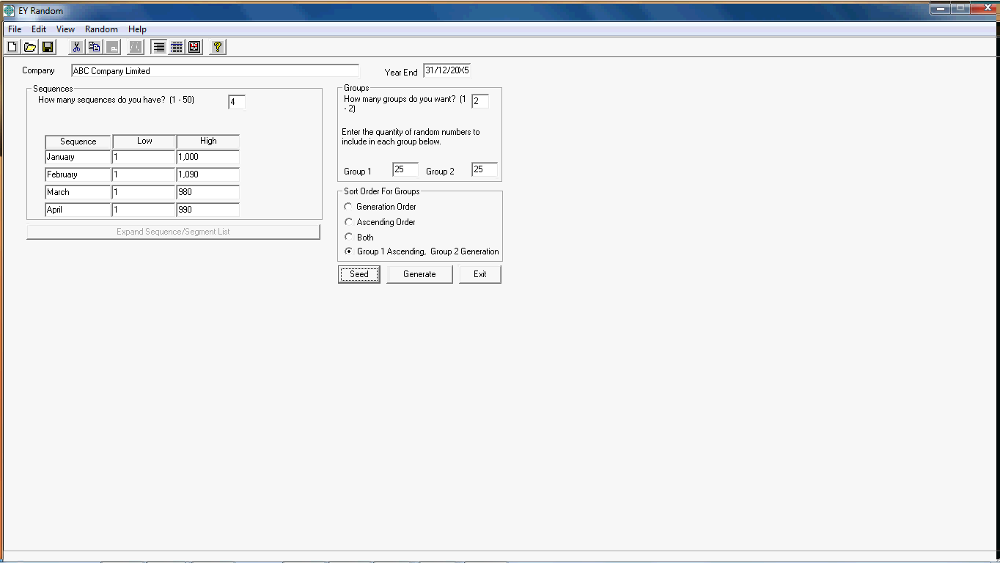 EY Random
File Edit View Random Help
Company ABC Company Limited Year End 31/12/20X5
Sequences
How many sequences do you have? (1 - 50) 4
Sequence Low High
January 1 1,000
February 1 1,090
March 1 980
April 1 990
Expand Sequence/Segment List
Groups
How many groups do you want? (1 2
- 2)
Enter the quantity of random numbers to
include in each group below.
Group 1 25 Group 2 25
Sort Order For Groups
Generation Order
Ascending Order
Both
Group 1 Ascending, Group 2 Generation
Seed Generate Exit